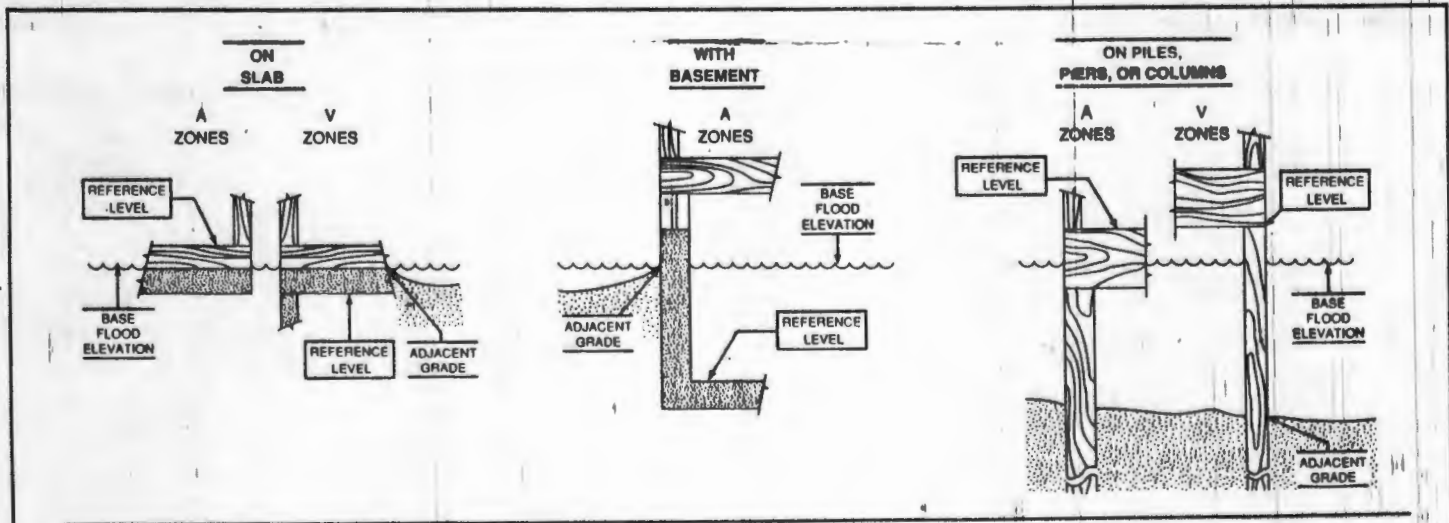 ON
SLAB
A
ZONES
V
ZONES
REFERENCE
LEVEL
BASE
FLOOD
ELEVATION
REFERENCE
LEVEL
ADJACENT
GRADE
WITH
BASEMENT
A
ZONES
BASE
FLOOD
ELEVATION
ADJACENT
GRADE
REFERENCE
LEVEL
ON PILES,
PIERS, OR COLUMNS
A
ZONES
V
ZONES
REFERENCE
LEVEL
REFERENCE
LEVEL
BASE
FLOOD
ELEVATION
ADJACENT
GRADE